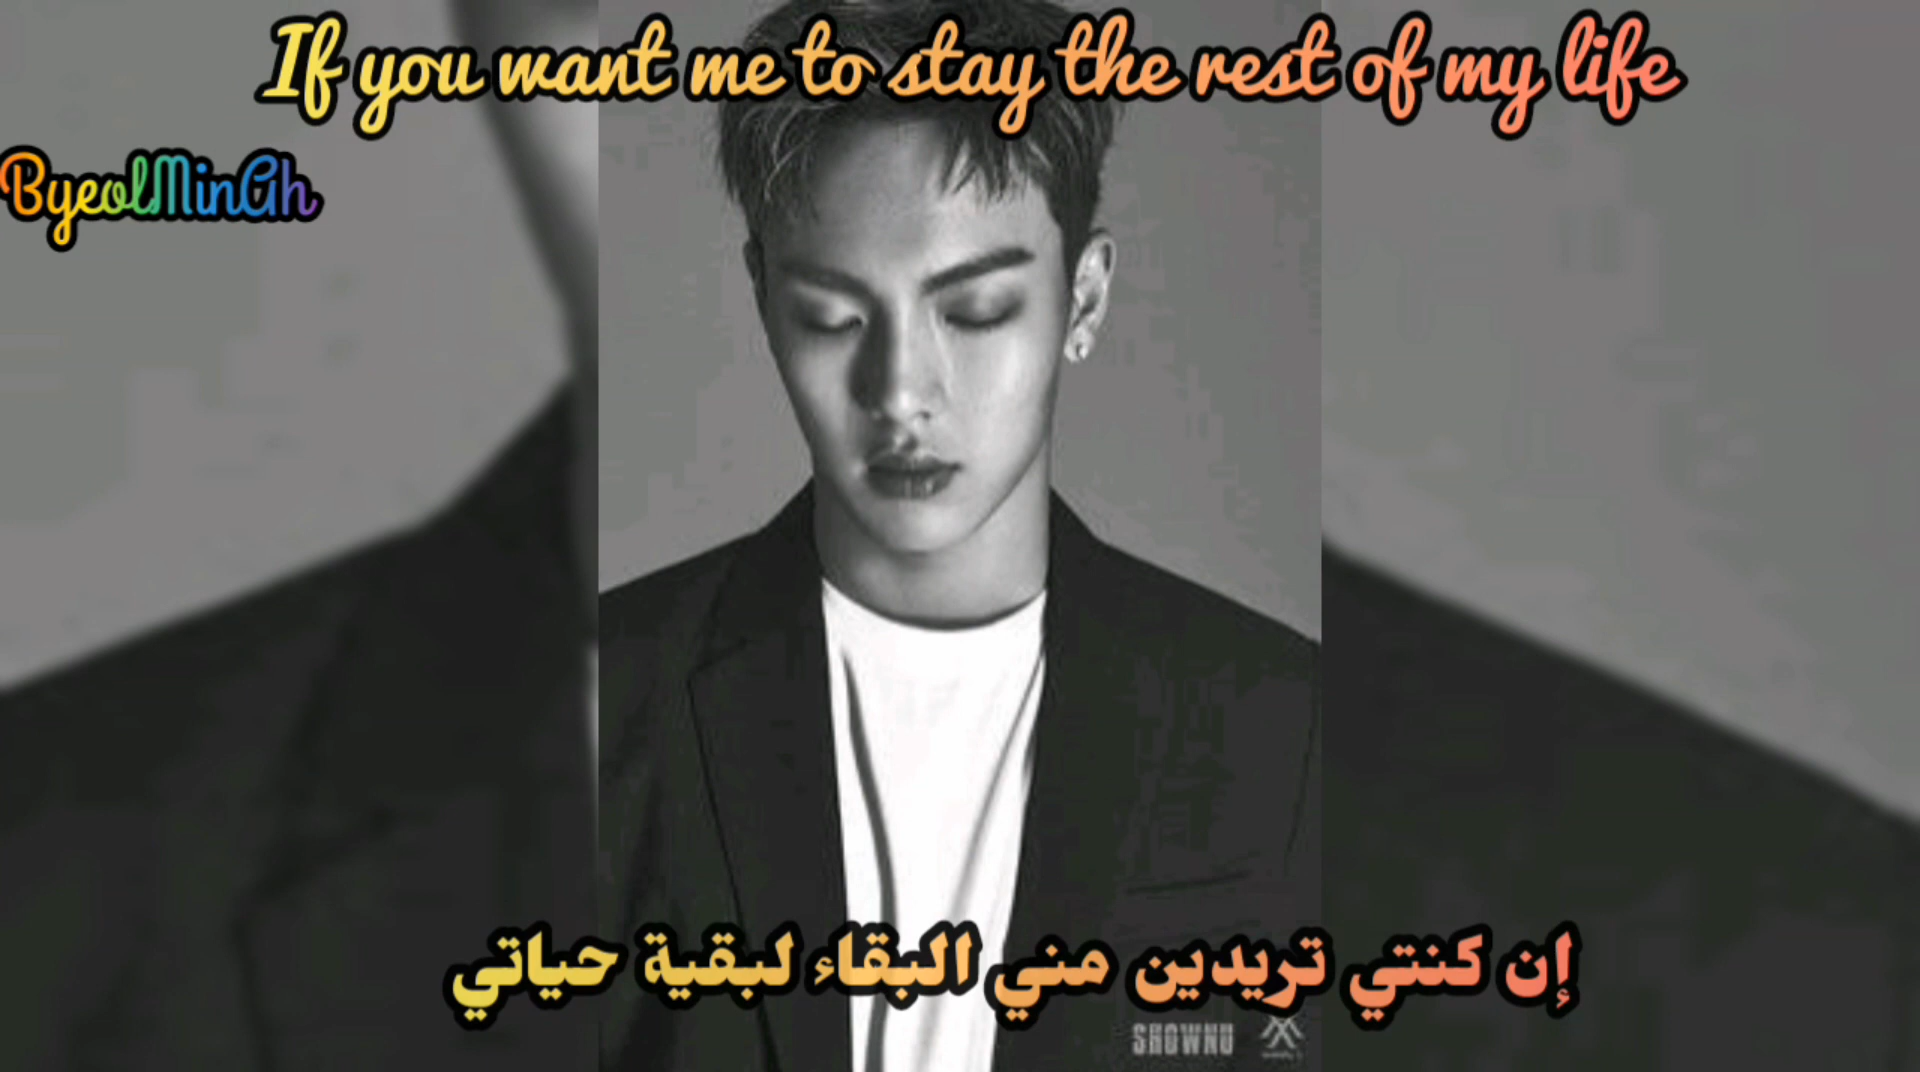 If you want me to stay the rest of my life
ByeolMinAh
إن كنتي تريدين مني البقاء لبقية حياتي
SHOWNU